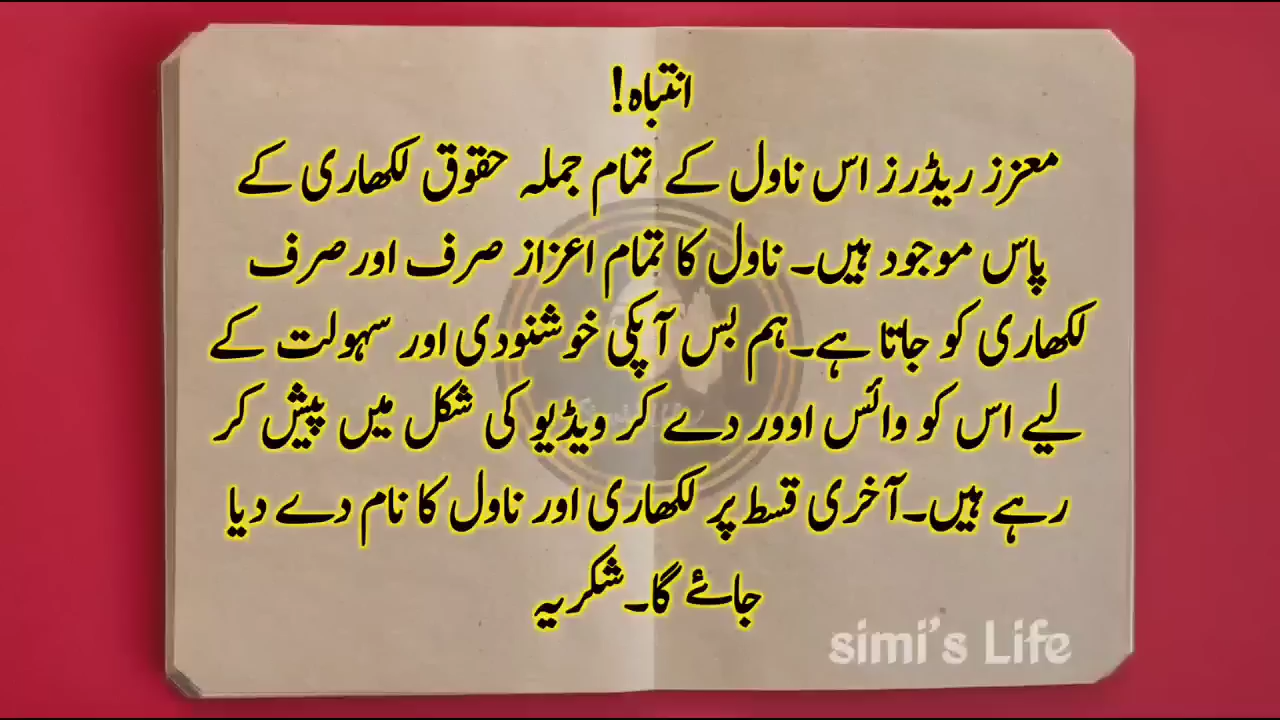 انتباہ!
معزز ریڈرز اس ناول کے تمام جملہ حقوق لکھاری کے
پاس موجود ہیں۔ ناول کا تمام اعزاز صرف اور صرف
لکھاری کو جاتا ہے۔ ہم بس آپکی خوشنودی اور سہولت کے
لیے اس کو وائس اوور دے کر ویڈیو کی شکل میں پیش کر
رہے ہیں۔ آخری قسط پر لکھاری اور ناول کا نام دے دیا
جائے گا۔ شکریہ
simi's Life